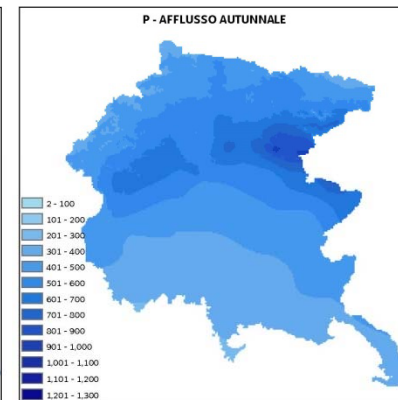 P - AFFLUSSO AUTUNNALE
2 - 100
101 - 200
201 - 300
301 - 400
401 - 500
501 - 600
601 - 700
701 - 800
801 - 900
901 - 1,000
1,001 - 1,100
1,101 - 1,200
1,201 - 1,300